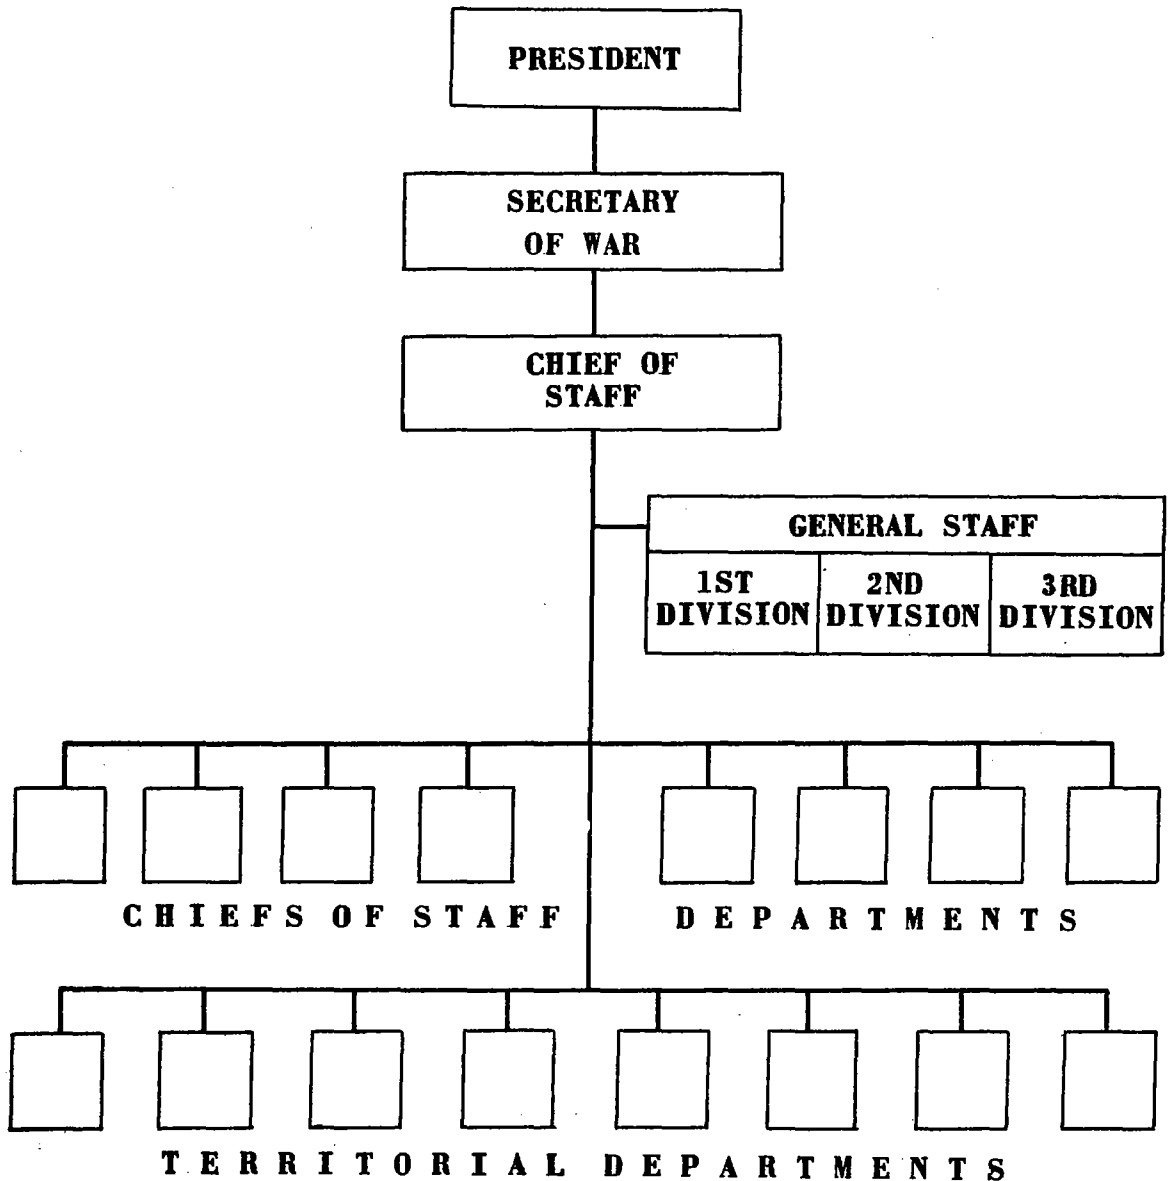 PRESIDENT
SECRETARY
OF WAR
CHIEF OF
STAFF
GENERAL STAFF
1ST
DIVISION
2ND
DIVISION
3RD
DIVISION
CHIEFS OF STAFF
DEPARTMENTS
TERRITORIAL DEPARTMENTS